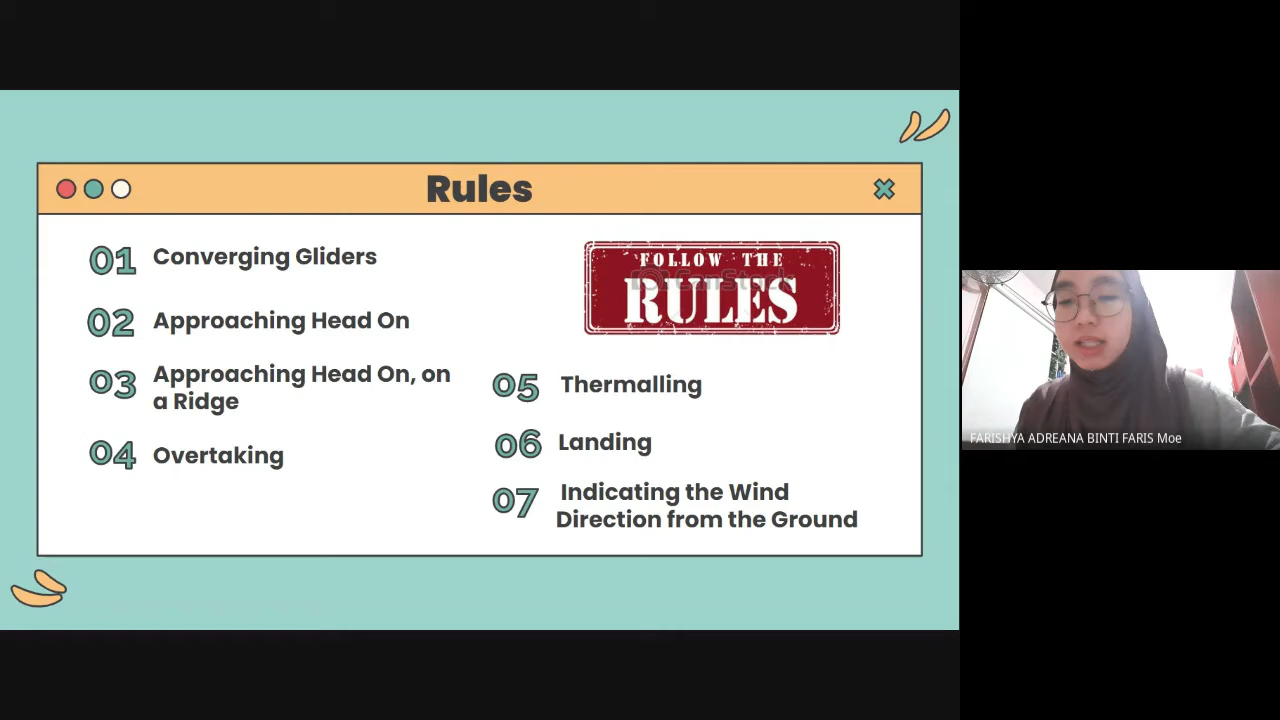 Rules
01 Converging Gliders
02 Approaching Head On
03 Approaching Head On, on
a Ridge
04 Overtaking
FOLLOW THE
RULES
CanStock
05 Thermalling
06 Landing
07 Indicating the Wind
Direction from the Ground
FARISHYA ADREANA BINTI FARIS Moe